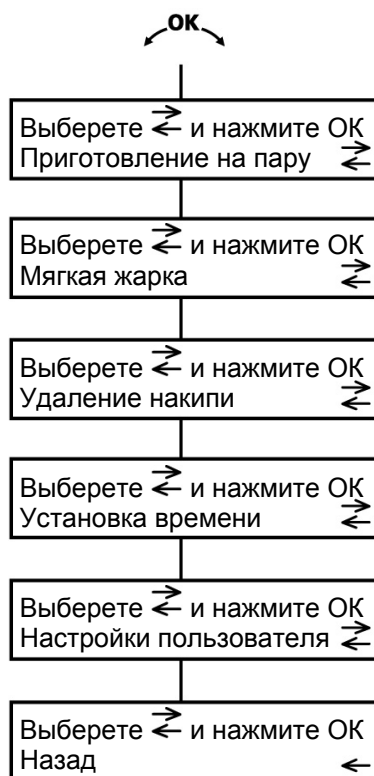 OK
Выберете ⇄ и нажмите ОК
Приготовление на пару ⇄
Выберете ⇄ и нажмите ОК
Мягкая жарка ⇄
Выберете ⇄ и нажмите ОК
Удаление накипи ⇄
Выберете ⇄ и нажмите ОК
Установка времени ⇄
Выберете ⇄ и нажмите ОК
Настройки пользователя ⇄
Выберете ⇄ и нажмите ОК
Назад ←